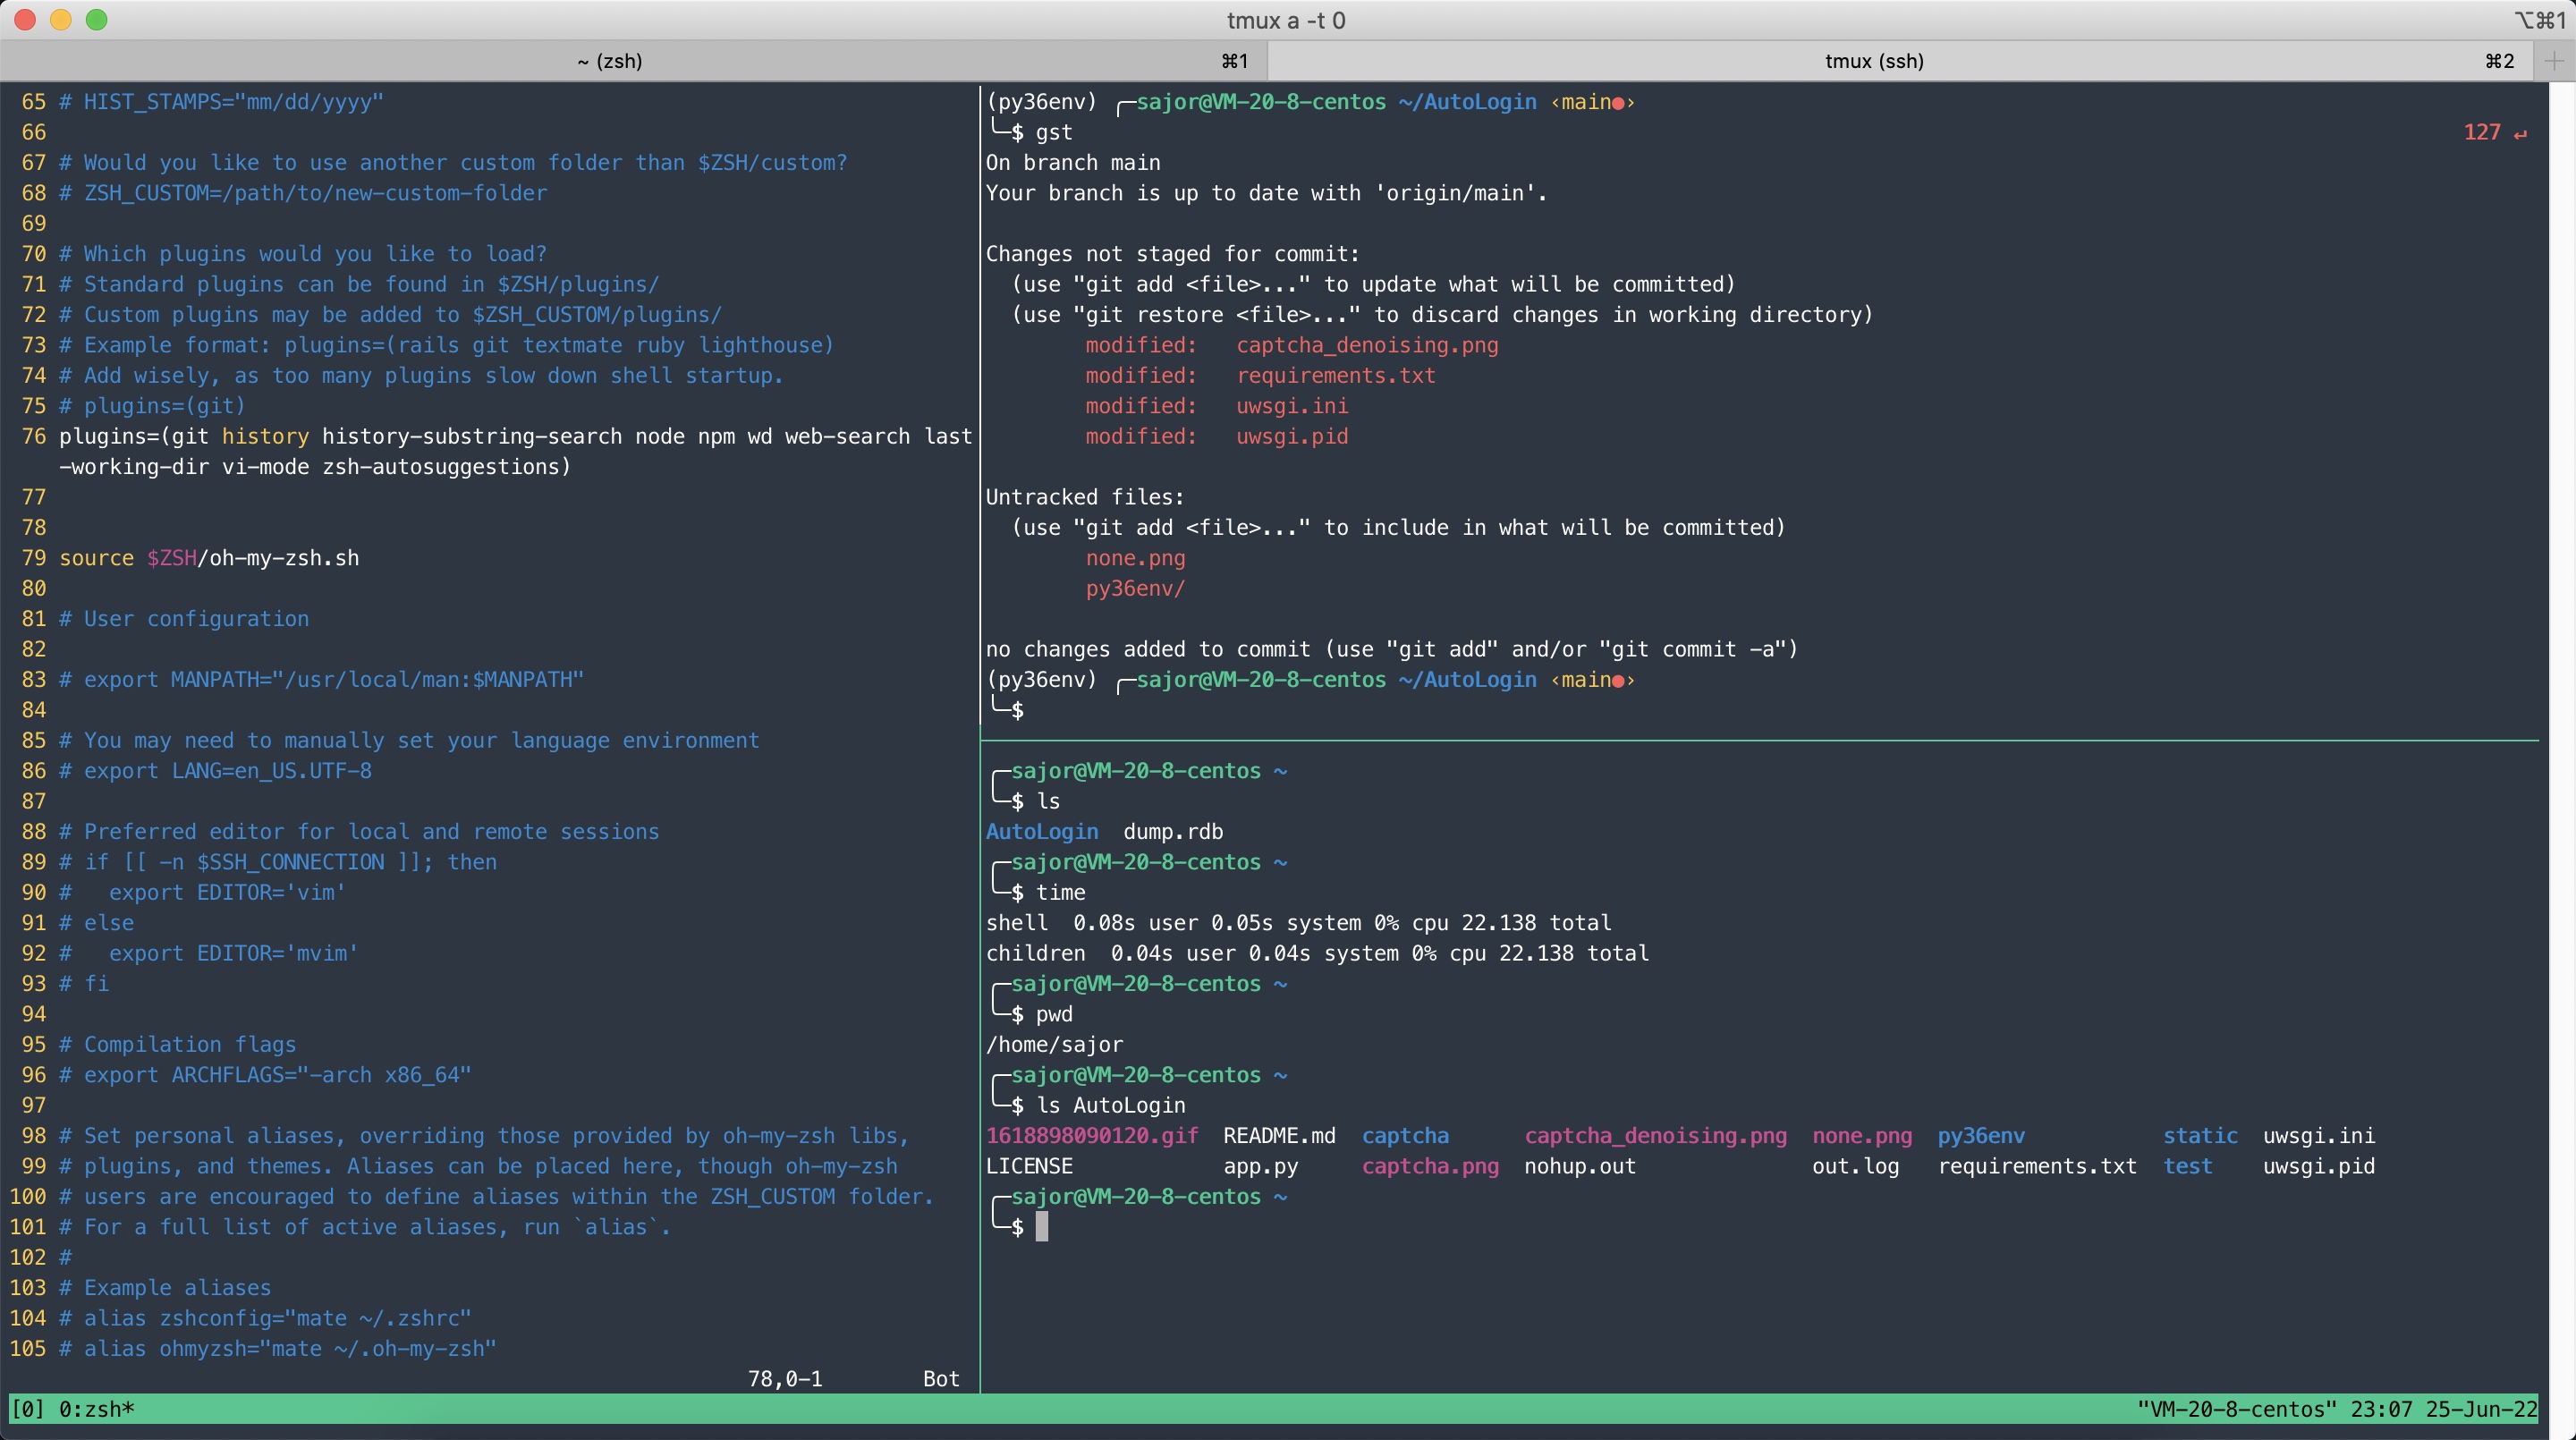 tmux a -t 0
⌥⌘1
~ (zsh)
⌘1
tmux (ssh)
⌘2
65 # HIST_STAMPS="mm/dd/yyyy"
66
67 # Would you like to use another custom folder than $ZSH/custom?
68 # ZSH_CUSTOM=/path/to/new-custom-folder
69
70 # Which plugins would you like to load?
71 # Standard plugins can be found in $ZSH/plugins/
72 # Custom plugins may be added to $ZSH_CUSTOM/plugins/
73 # Example format: plugins=(rails git textmate ruby lighthouse)
74 # Add wisely, as too many plugins slow down shell startup.
75 # plugins=(git)
76 plugins=(git history history-substring-search node npm wd web-search last
-working-dir vi-mode zsh-autosuggestions)
77
78
79 source $ZSH/oh-my-zsh.sh
80
81 # User configuration
82
83 # export MANPATH="/usr/local/man:$MANPATH"
84
85 # You may need to manually set your language environment
86 # export LANG=en_US.UTF-8
87
88 # Preferred editor for local and remote sessions
89 # if [[ -n $SSH_CONNECTION ]]; then
90 #   export EDITOR='vim'
91 # else
92 #   export EDITOR='mvim'
93 # fi
94
95 # Compilation flags
96 # export ARCHFLAGS="-arch x86_64"
97
98 # Set personal aliases, overriding those provided by oh-my-zsh libs,
99 # plugins, and themes. Aliases can be placed here, though oh-my-zsh
100 # users are encouraged to define aliases within the ZSH_CUSTOM folder.
101 # For a full list of active aliases, run `alias`.
102 #
103 # Example aliases
104 # alias zshconfig="mate ~/.zshrc"
105 # alias ohmyzsh="mate ~/.oh-my-zsh"
78,0-1 Bot
(py36env) ╭─sajor@VM-20-8-centos ~/AutoLogin ‹main●›
╰─$ gst 127 ↵
On branch main
Your branch is up to date with 'origin/main'.

Changes not staged for commit:
  (use "git add <file>..." to update what will be committed)
  (use "git restore <file>..." to discard changes in working directory)
        modified:   captcha_denoising.png
        modified:   requirements.txt
        modified:   uwsgi.ini
        modified:   uwsgi.pid

Untracked files:
  (use "git add <file>..." to include in what will be committed)
        none.png
        py36env/

no changes added to commit (use "git add" and/or "git commit -a")
(py36env) ╭─sajor@VM-20-8-centos ~/AutoLogin ‹main●›
╰─$
╭─sajor@VM-20-8-centos ~
╰─$ ls
AutoLogin  dump.rdb
╭─sajor@VM-20-8-centos ~
╰─$ time
shell  0.08s user 0.05s system 0% cpu 22.138 total
children  0.04s user 0.04s system 0% cpu 22.138 total
╭─sajor@VM-20-8-centos ~
╰─$ pwd
/home/sajor
╭─sajor@VM-20-8-centos ~
╰─$ ls AutoLogin
1618898090120.gif  README.md  captcha      captcha_denoising.png  none.png  py36env           static  uwsgi.ini
LICENSE            app.py     captcha.png  nohup.out              out.log   requirements.txt  test    uwsgi.pid
╭─sajor@VM-20-8-centos ~
╰─$
[0] 0:zsh* "VM-20-8-centos" 23:07 25-Jun-22